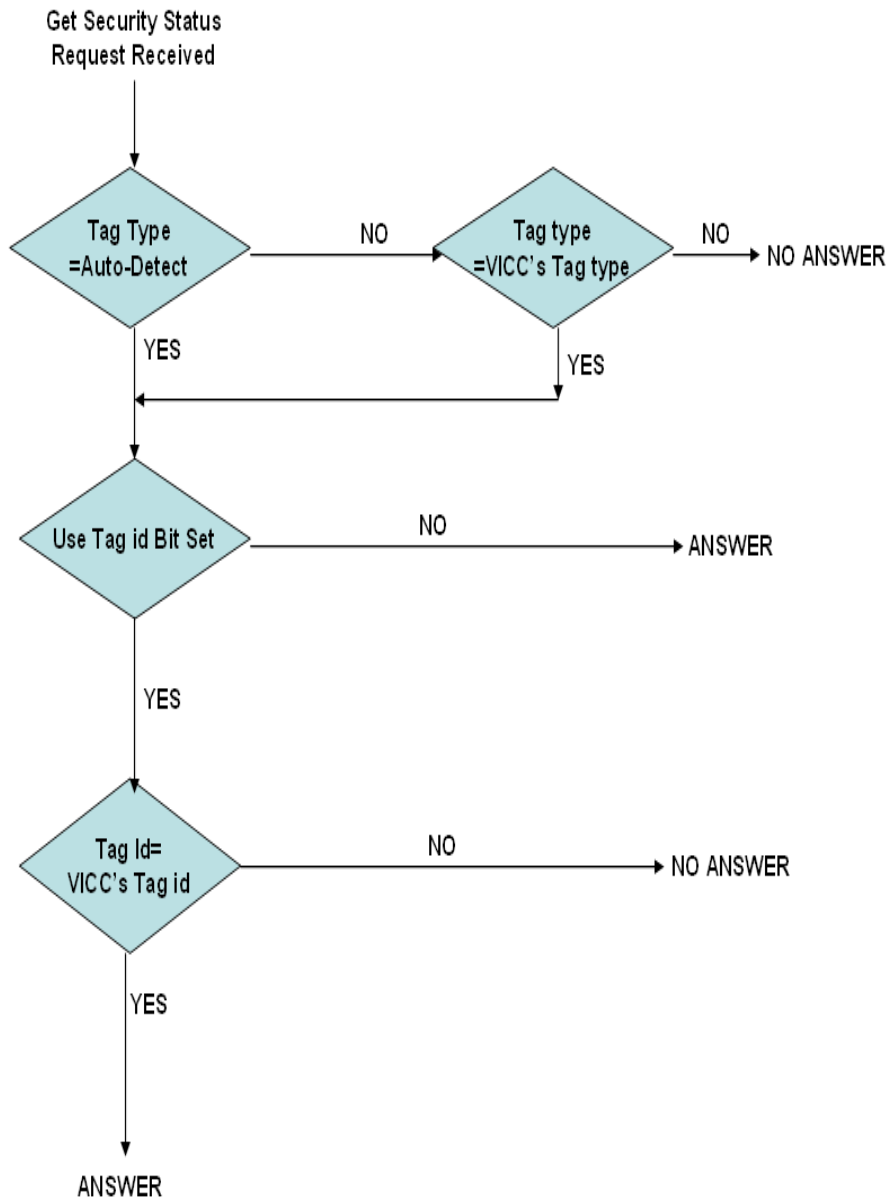 Get Security Status
Request Received
Tag Type
=Auto-Detect
NO
Tag type
=VICC's Tag type
NO
NO ANSWER
YES
YES
Use Tag id Bit Set
NO
ANSWER
YES
Tag Id=
VICC's Tag id
NO
NO ANSWER
YES
ANSWER